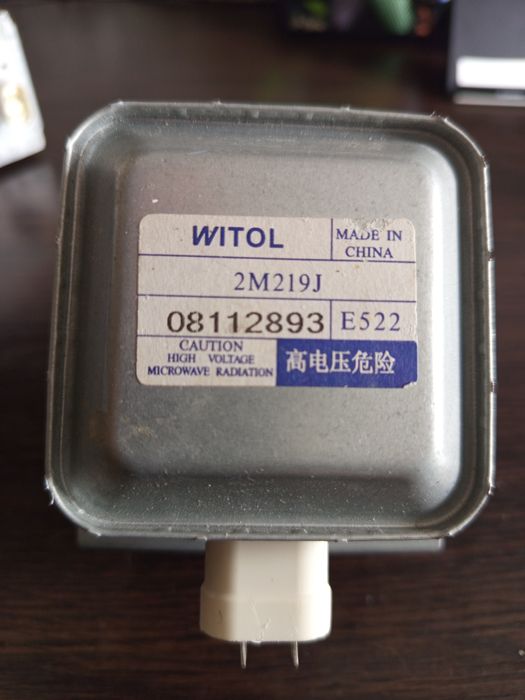 WITOL
MADE IN
CHINA
2M219J
08112893
E522
CAUTION
HIGH VOLTAGE
MICROWAVE RADIATION
高电压危险